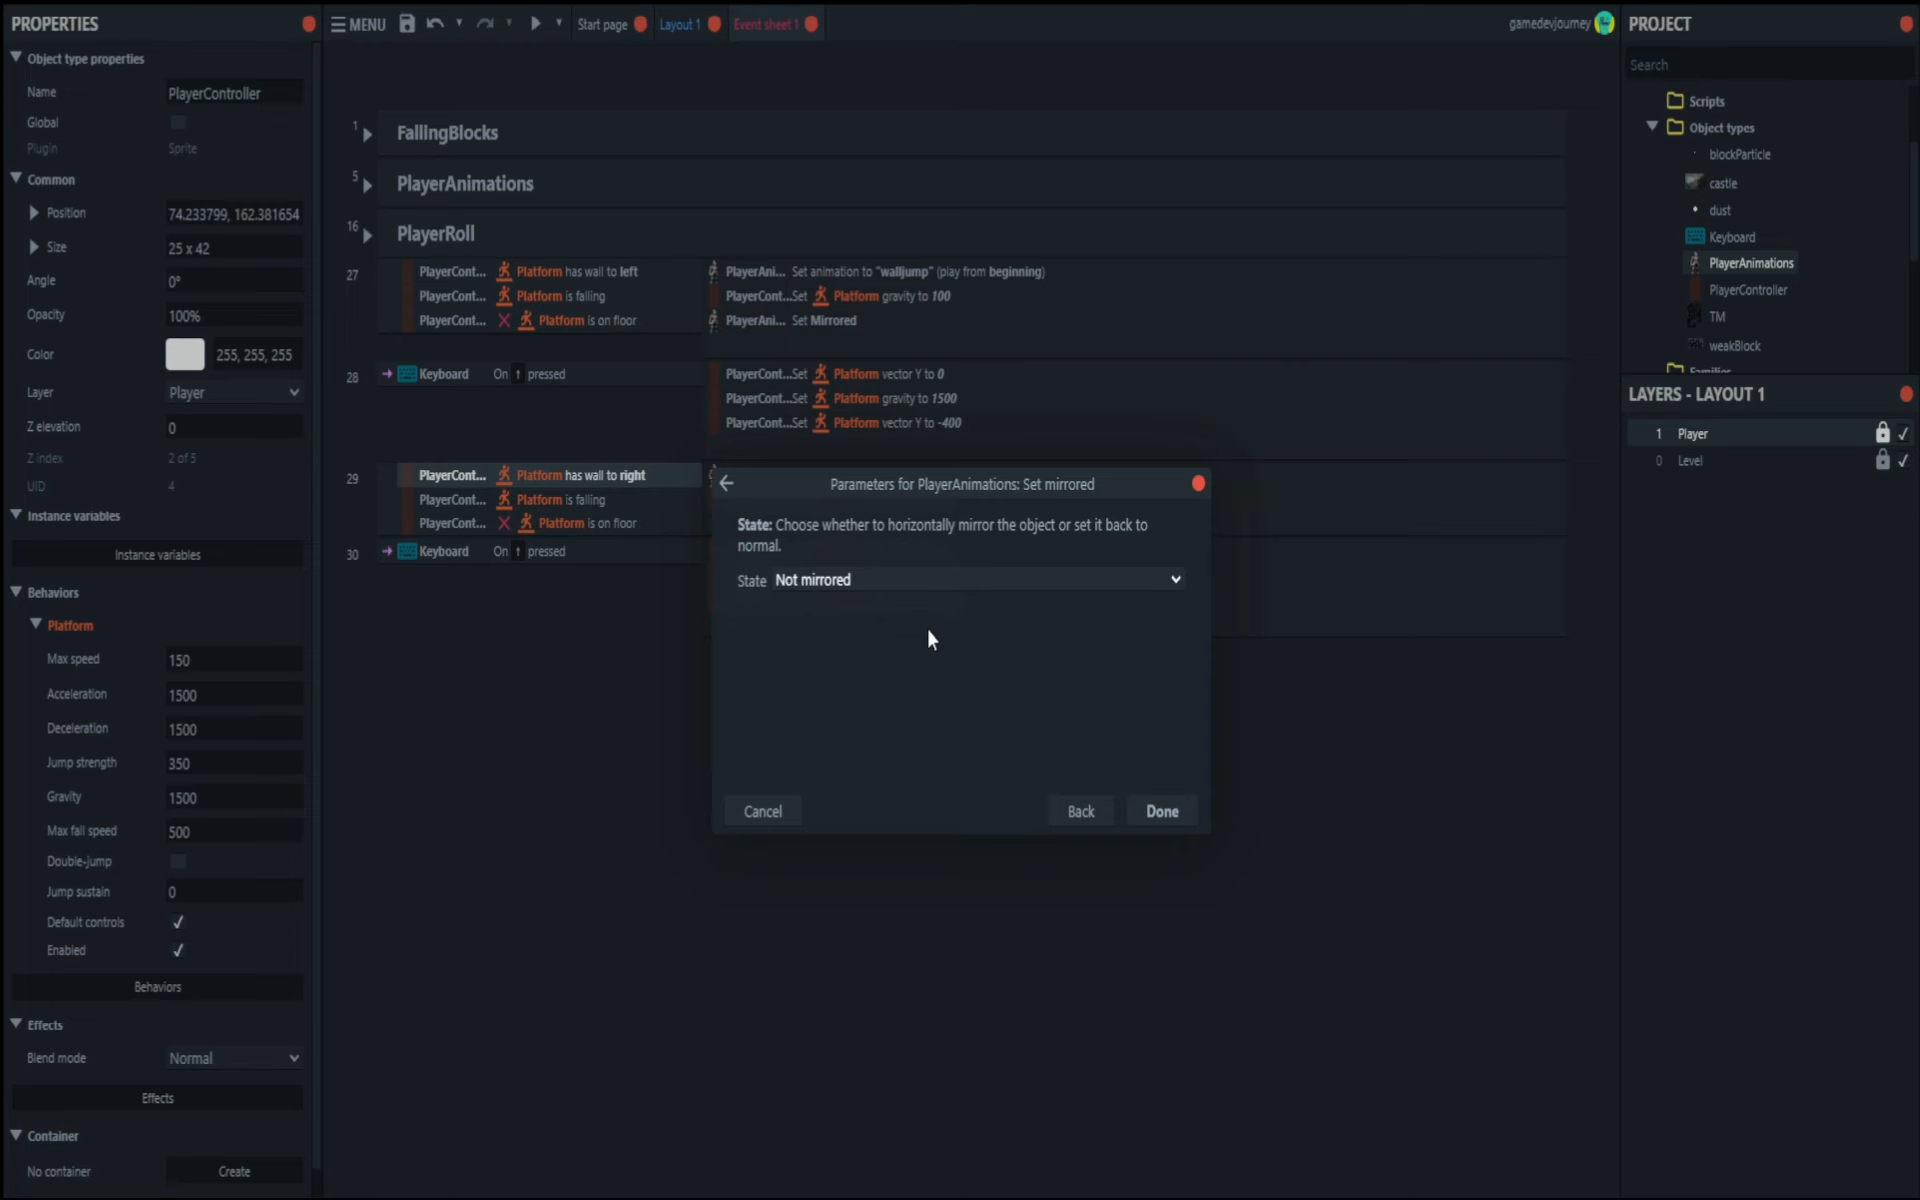 PROPERTIES
Object type properties
Name PlayerController
Global
Plugin Sprite
Common
Position 74.233799, 162.381654
Size 25 x 42
Angle 0°
Opacity 100%
Color 255, 255, 255
Layer Player
Z elevation 0
Z index 2 of 5
UID 4
Instance variables
Instance variables
Behaviors
Platform
Max speed 150
Acceleration 1500
Deceleration 1500
Jump strength 350
Gravity 1500
Max fall speed 500
Double-jump
Jump sustain 0
Default controls
Enabled
Behaviors
Effects
Blend mode Normal
Effects
Container
No container Create
MENU Start page Layout 1 Event sheet 1 gamedevjourney
1 FallingBlocks
5 PlayerAnimations
16 PlayerRoll
27 PlayerCont... Platform has wall to left PlayerAni... Set animation to "walljump" (play from beginning)
PlayerCont... Platform is falling PlayerCont...Set Platform gravity to 100
PlayerCont... Platform is on floor PlayerAni... Set Mirrored
28 Keyboard On ↑ pressed PlayerCont...Set Platform vector Y to 0
PlayerCont...Set Platform gravity to 1500
PlayerCont...Set Platform vector Y to -400
29 PlayerCont... Platform has wall to right
PlayerCont... Platform is falling
PlayerCont... Platform is on floor
30 Keyboard On ↑ pressed
Parameters for PlayerAnimations: Set mirrored
State: Choose whether to horizontally mirror the object or set it back to
normal.
State Not mirrored
Cancel Back Done
PROJECT
Search
Scripts
Object types
blockParticle
castle
dust
Keyboard
PlayerAnimations
PlayerController
TM
weakBlock
Families
LAYERS - LAYOUT 1
1 Player
0 Level